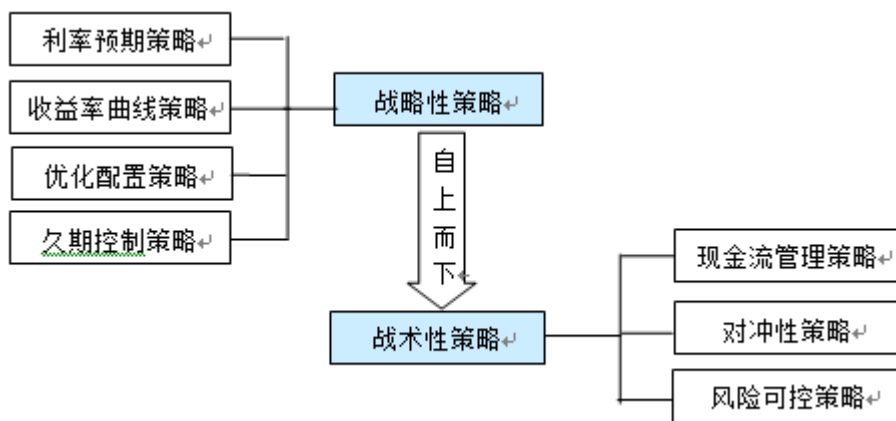 利率预期策略
收益率曲线策略
优化配置策略
久期控制策略
战略性策略
自
上
而
下
战术性策略
现金流管理策略
对冲性策略
风险可控策略